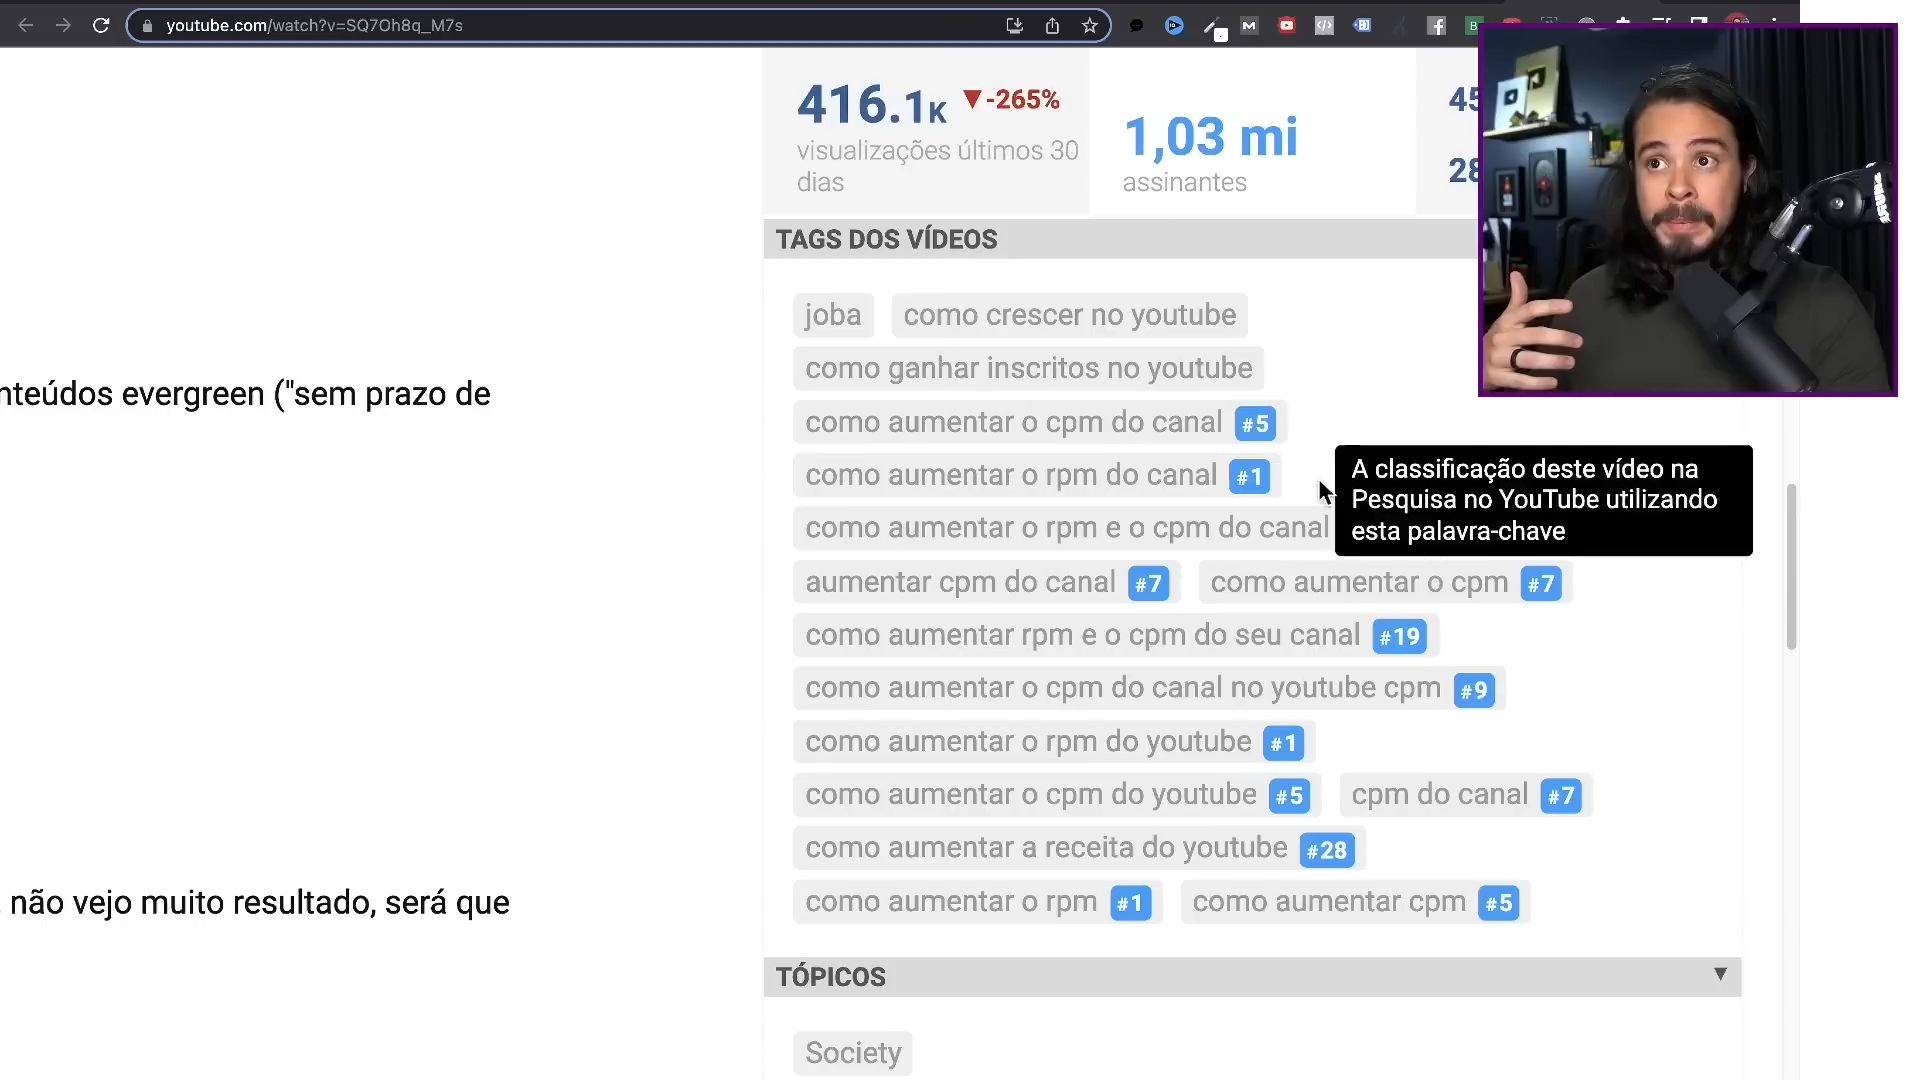 youtube.com/watch?v=SQ7Oh8q_M7s
416.1K ▼-265%
visualizações últimos 30
dias
1,03 mi
assinantes
45
28
TAGS DOS VÍDEOS
joba como crescer no youtube
como ganhar inscritos no youtube
nteúdos evergreen ("sem prazo de
como aumentar o cpm do canal #5
como aumentar o rpm do canal #1
A classificação deste vídeo na
Pesquisa no YouTube utilizando
esta palavra-chave
como aumentar o rpm e o cpm do canal
aumentar cpm do canal #7 como aumentar o cpm #7
como aumentar rpm e o cpm do seu canal #19
como aumentar o cpm do canal no youtube cpm #9
como aumentar o rpm do youtube #1
como aumentar o cpm do youtube #5 cpm do canal #7
como aumentar a receita do youtube #28
como aumentar o rpm #1 como aumentar cpm #5
não vejo muito resultado, será que
TÓPICOS ▼
Society